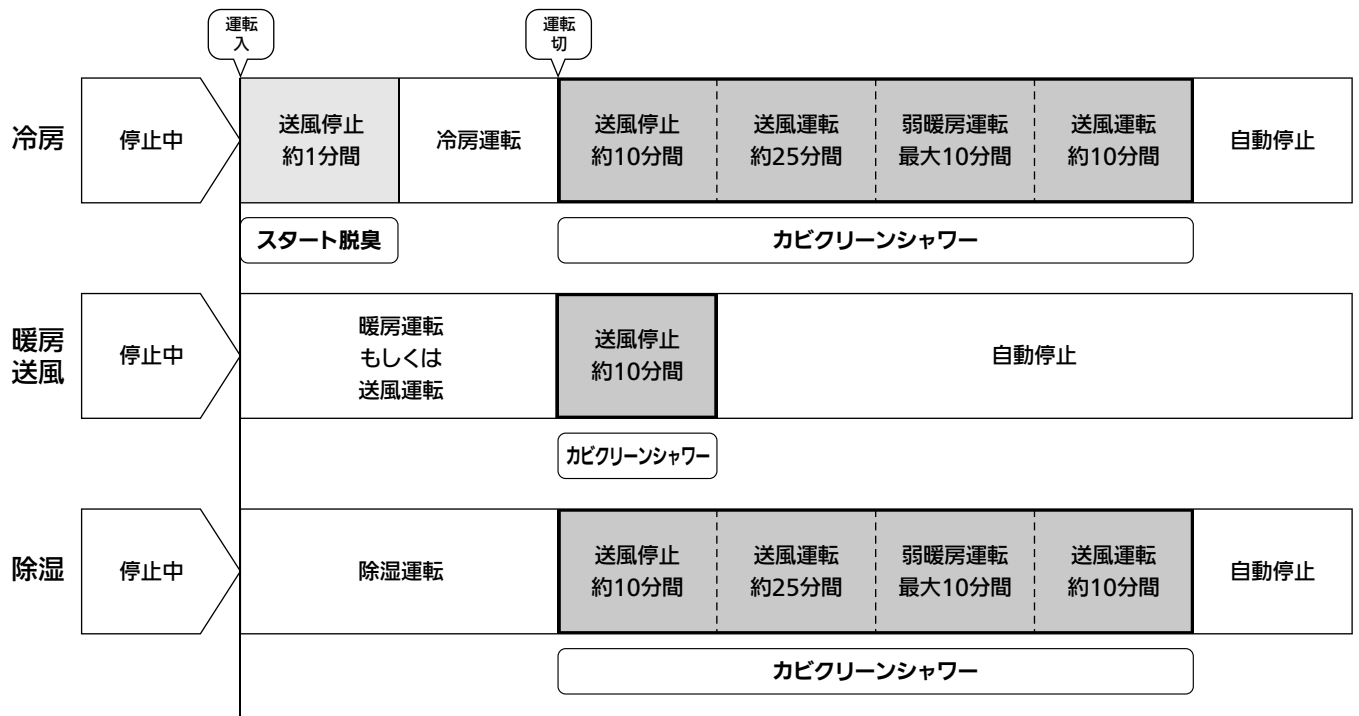 運転
入
運転
切
冷房
停止中
送風停止
約1分間
冷房運転
送風停止
約10分間
送風運転
約25分間
弱暖房運転
最大10分間
送風運転
約10分間
自動停止
スタート脱臭
カビクリーンシャワー
暖房
送風
停止中
暖房運転
もしくは
送風運転
送風停止
約10分間
自動停止
カビクリーンシャワー
除湿
停止中
除湿運転
送風停止
約10分間
送風運転
約25分間
弱暖房運転
最大10分間
送風運転
約10分間
自動停止
カビクリーンシャワー